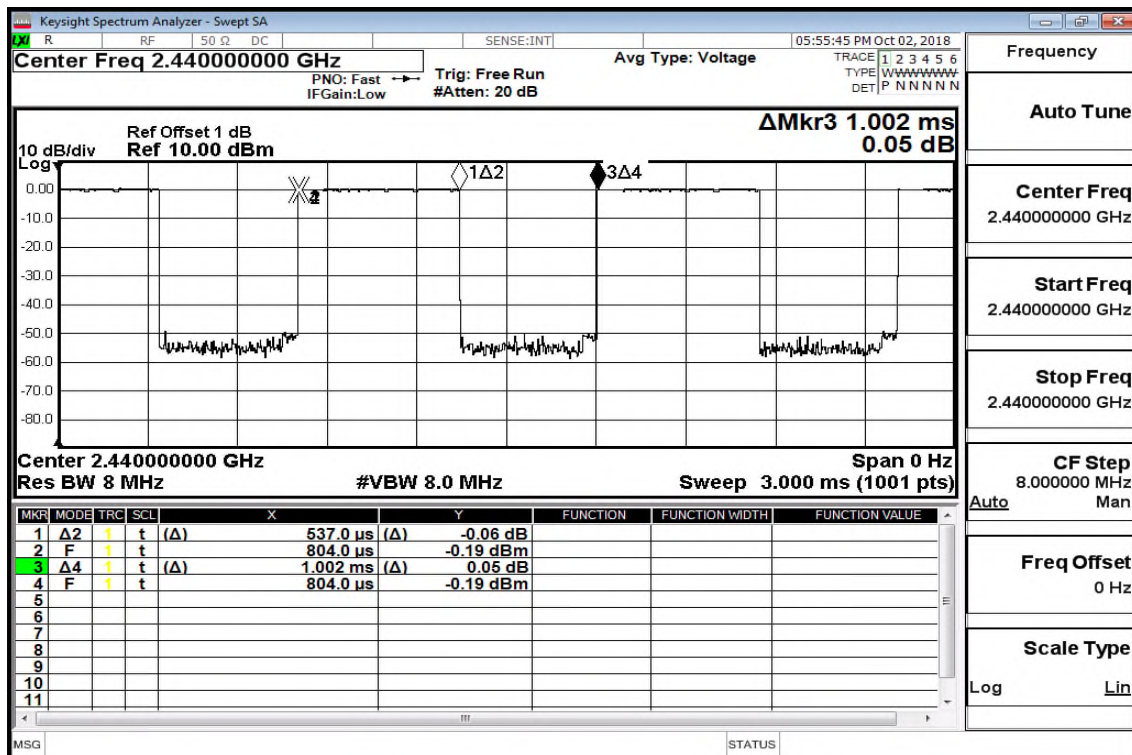 Keysight Spectrum Analyzer - Swept SA
LXI R RF 50 Ω DC SENSE:INT 05:55:45 PM Oct 02, 2018
Center Freq 2.440000000 GHz
PNO: Fast
IFGain:Low
Trig: Free Run
#Atten: 20 dB
Avg Type: Voltage
TRACE 1 2 3 4 5 6
TYPE WWWWWW
DET P N N N N N
Ref Offset 1 dB
10 dB/div Ref 10.00 dBm
Log
ΔMkr3 1.002 ms
0.05 dB
1Δ2
3Δ4
0.00
-10.0
-20.0
-30.0
-40.0
-50.0
-60.0
-70.0
-80.0
Center 2.440000000 GHz Span 0 Hz
Res BW 8 MHz #VBW 8.0 MHz Sweep 3.000 ms (1001 pts)
MKR MODE TRC SCL X Y FUNCTION FUNCTION WIDTH FUNCTION VALUE
1 Δ2 1 t (Δ) 537.0 μs (Δ) -0.06 dB
2 F 1 t 804.0 μs -0.19 dBm
3 Δ4 1 t (Δ) 1.002 ms (Δ) 0.05 dB
4 F 1 t 804.0 μs -0.19 dBm
5
6
7
8
9
10
11
MSG STATUS
Frequency
Auto Tune
Center Freq
2.440000000 GHz
Start Freq
2.440000000 GHz
Stop Freq
2.440000000 GHz
CF Step
8.000000 MHz
Auto Man
Freq Offset
0 Hz
Scale Type
Log Lin